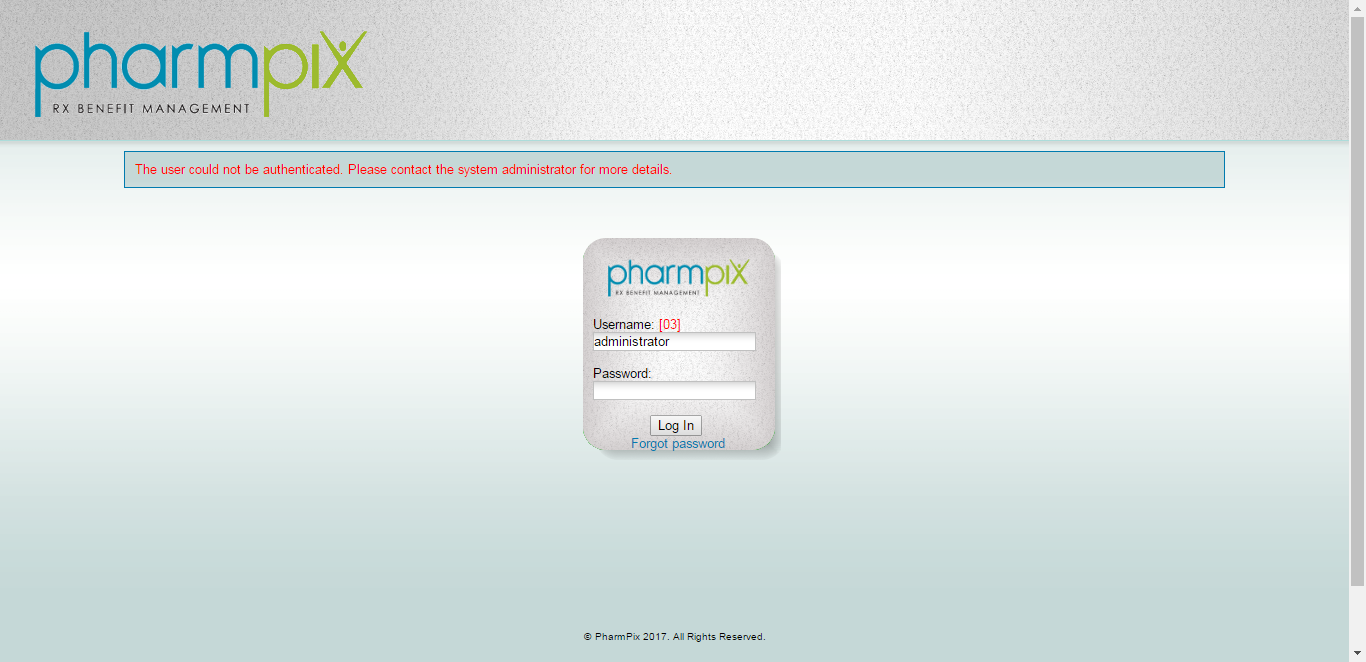 pharmpix
RX BENEFIT MANAGEMENT
The user could not be authenticated. Please contact the system administrator for more details.
pharmpix
RX BENEFIT MANAGEMENT
Username: [03]
administrator
Password:
Log In
Forgot password
© PharmPix 2017. All Rights Reserved.